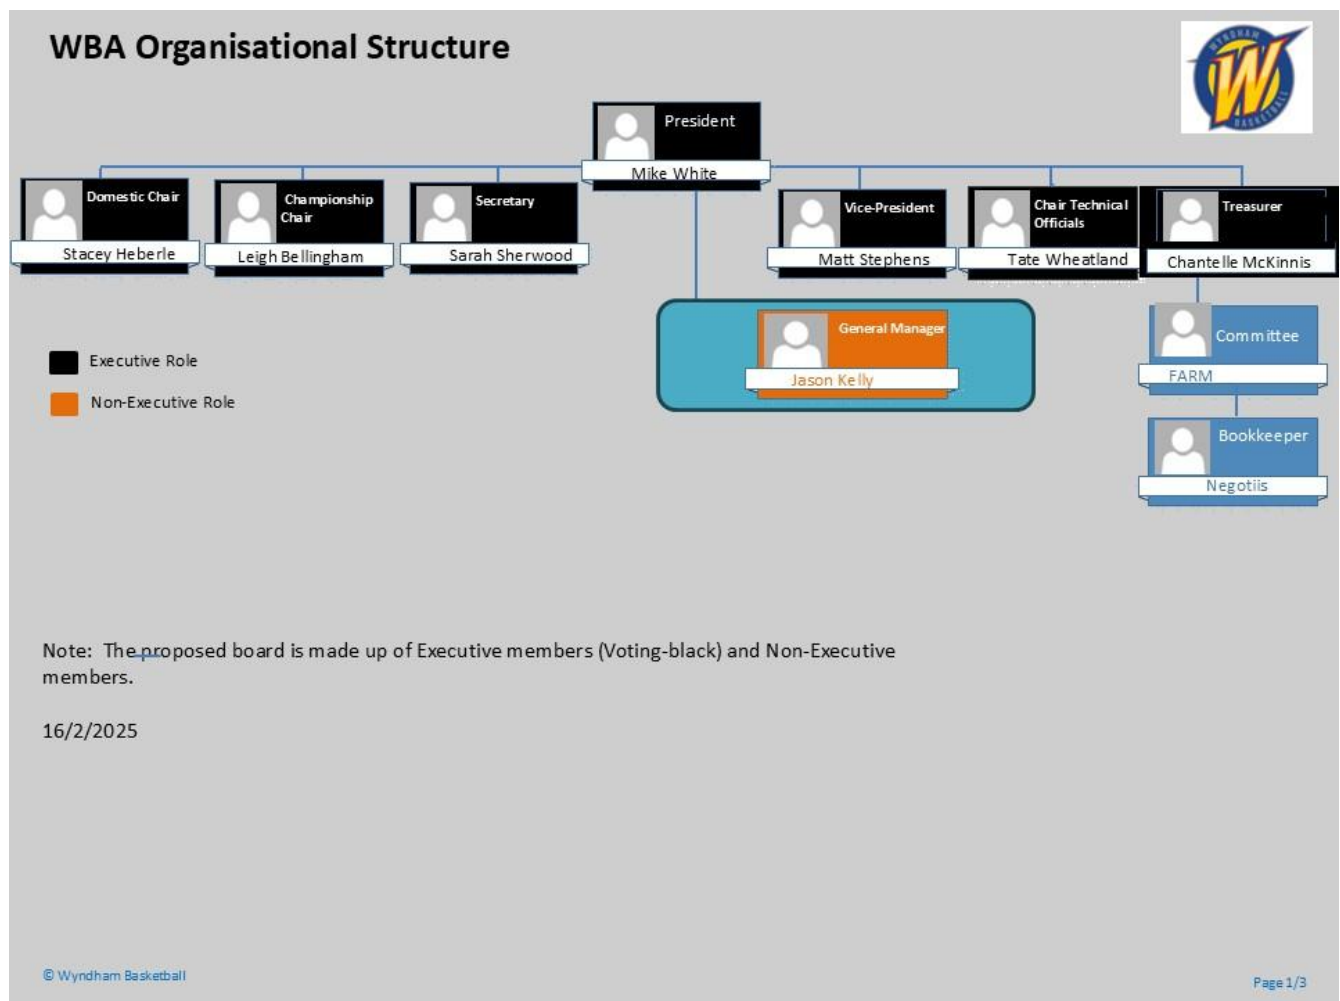 WBA Organisational Structure
WYNDHAM
W
BASKETBALL
President
Mike White
Domestic Chair
Stacey Heberle
Championship
Chair
Leigh Bellingham
Secretary
Sarah Sherwood
Vice-President
Matt Stephens
Chair Technical
Officials
Tate Wheatland
Treasurer
Chantelle McKinnis
General Manager
Jason Kelly
Committee
FARM
Bookkeeper
Negotiis
Executive Role
Non-Executive Role
Note: The proposed board is made up of Executive members (Voting-black) and Non-Executive
members.
16/2/2025
© Wyndham Basketball
Page 1/3